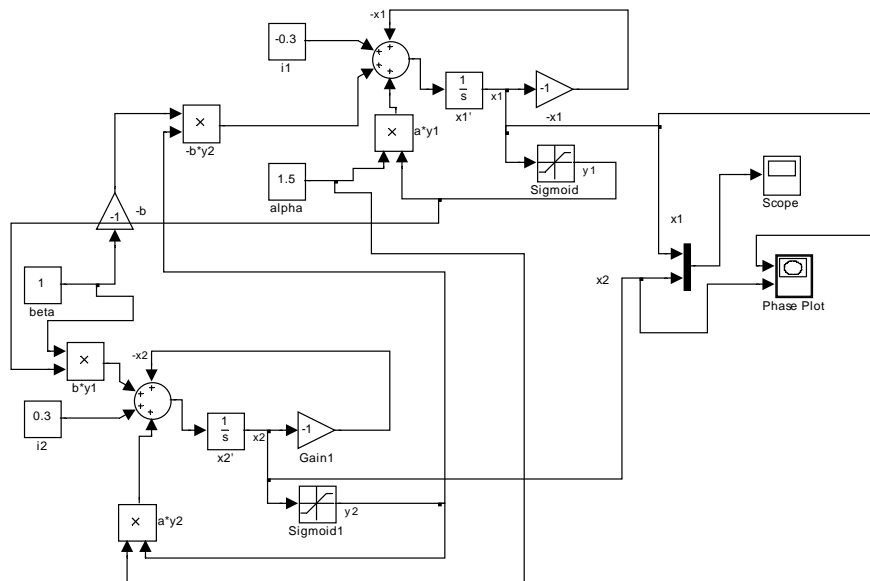 -x1
-0.3
i1
1
s
x1'
x1
-1
-x1
×
-b*y2
×
a*y1
1.5
alpha
Sigmoid
y1
Scope
-1
-b
x1
1
beta
x2
Phase Plot
×
b*y1
-x2
0.3
i2
1
s
x2'
x2
-1
Gain1
×
a*y2
Sigmoid1
y2